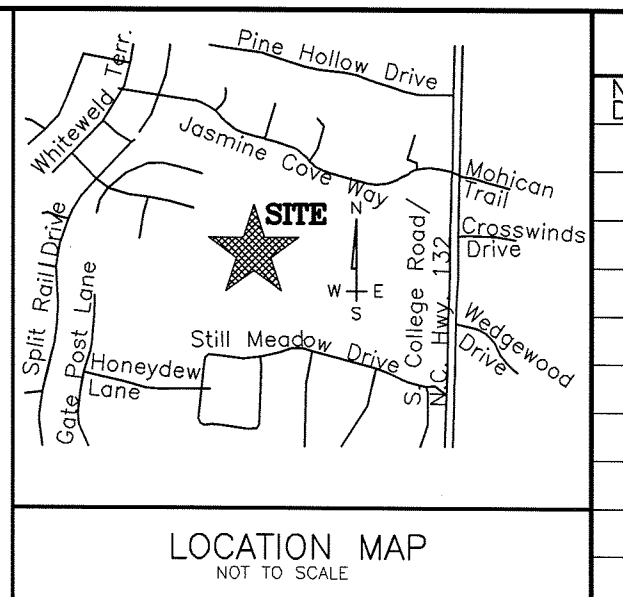 Pine Hollow Drive
Whiteweld Terr.
Jasmine Cove Way
Mohican
Trail
SITE
N
W E
S
Crosswinds
Drive
S. College Road/
N.C. Hwy. 132
Split Rail Drive
Gate Post Lane
Still Meadow Drive
Wedgewood
Drive
Honeydew
Lane
LOCATION MAP
NOT TO SCALE